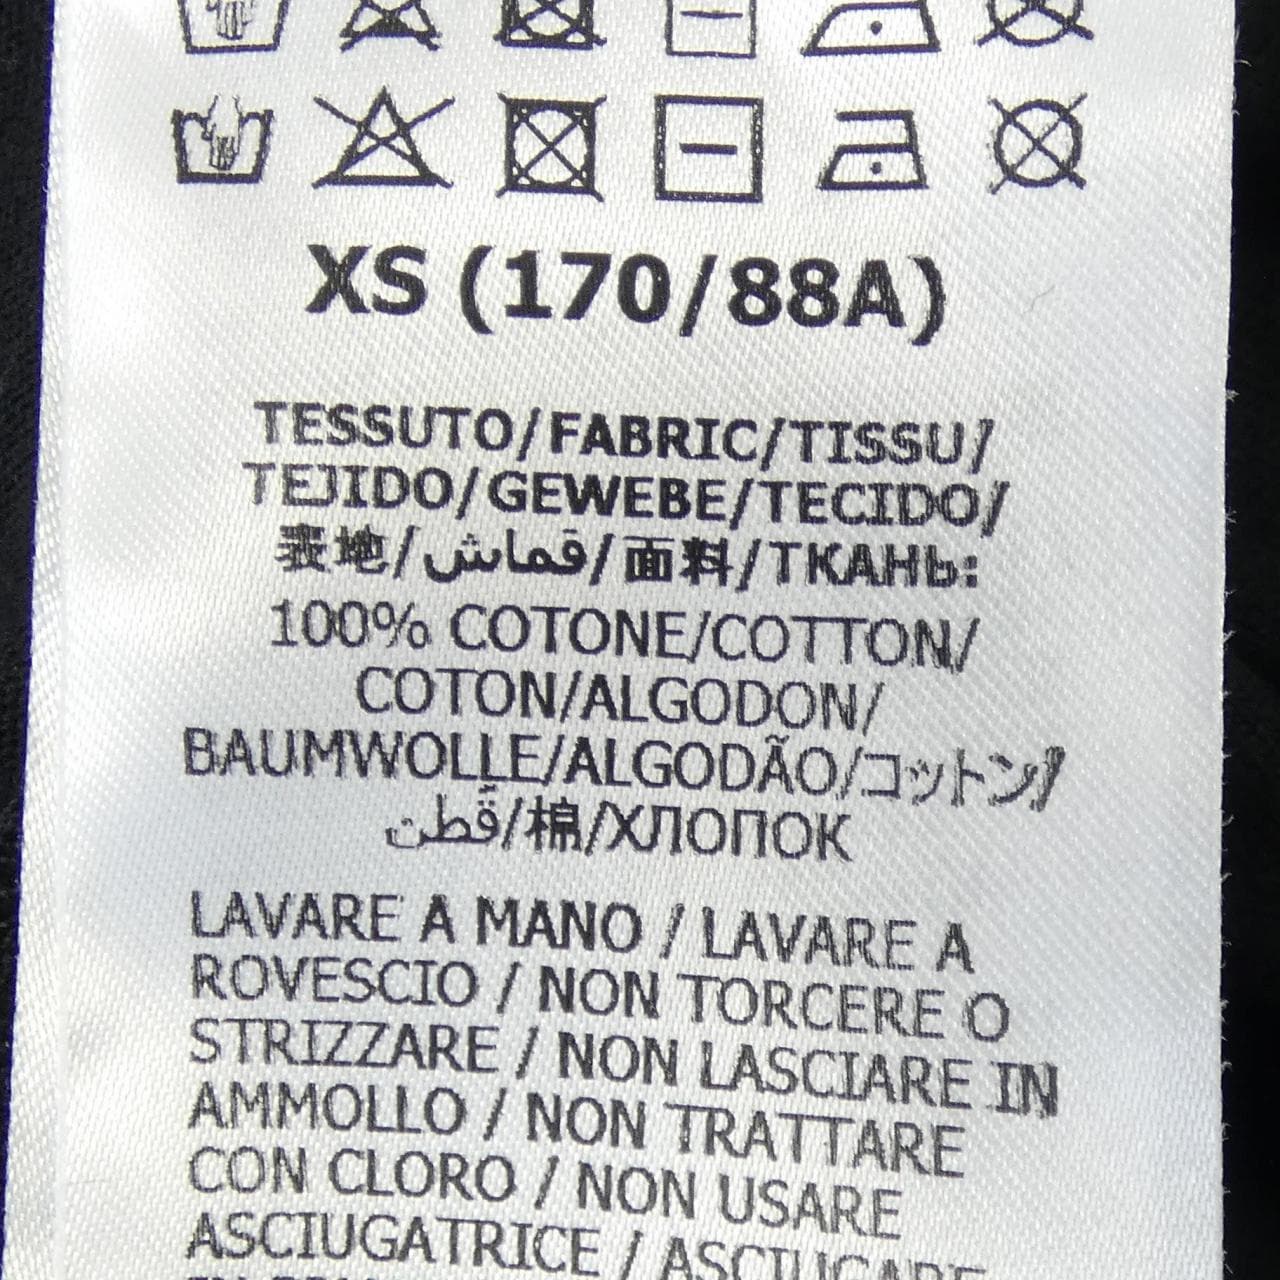 XS (170/88A)
TESSUTO/FABRIC/TISSU/
TEJIDO/GEWEBE/TECIDO/
表地/قماش/面料/ТКАНЬ:
100% COTONE/COTTON/
COTON/ALGODON/
BAUMWOLLE/ALGODÃO/コットン/
قطن/棉/ХЛОПОК
LAVARE A MANO / LAVARE A
ROVESCIO / NON TORCERE O
STRIZZARE / NON LASCIARE IN
AMMOLLO / NON TRATTARE
CON CLORO / NON USARE
ASCIUGATRICE / ASCIUGARE